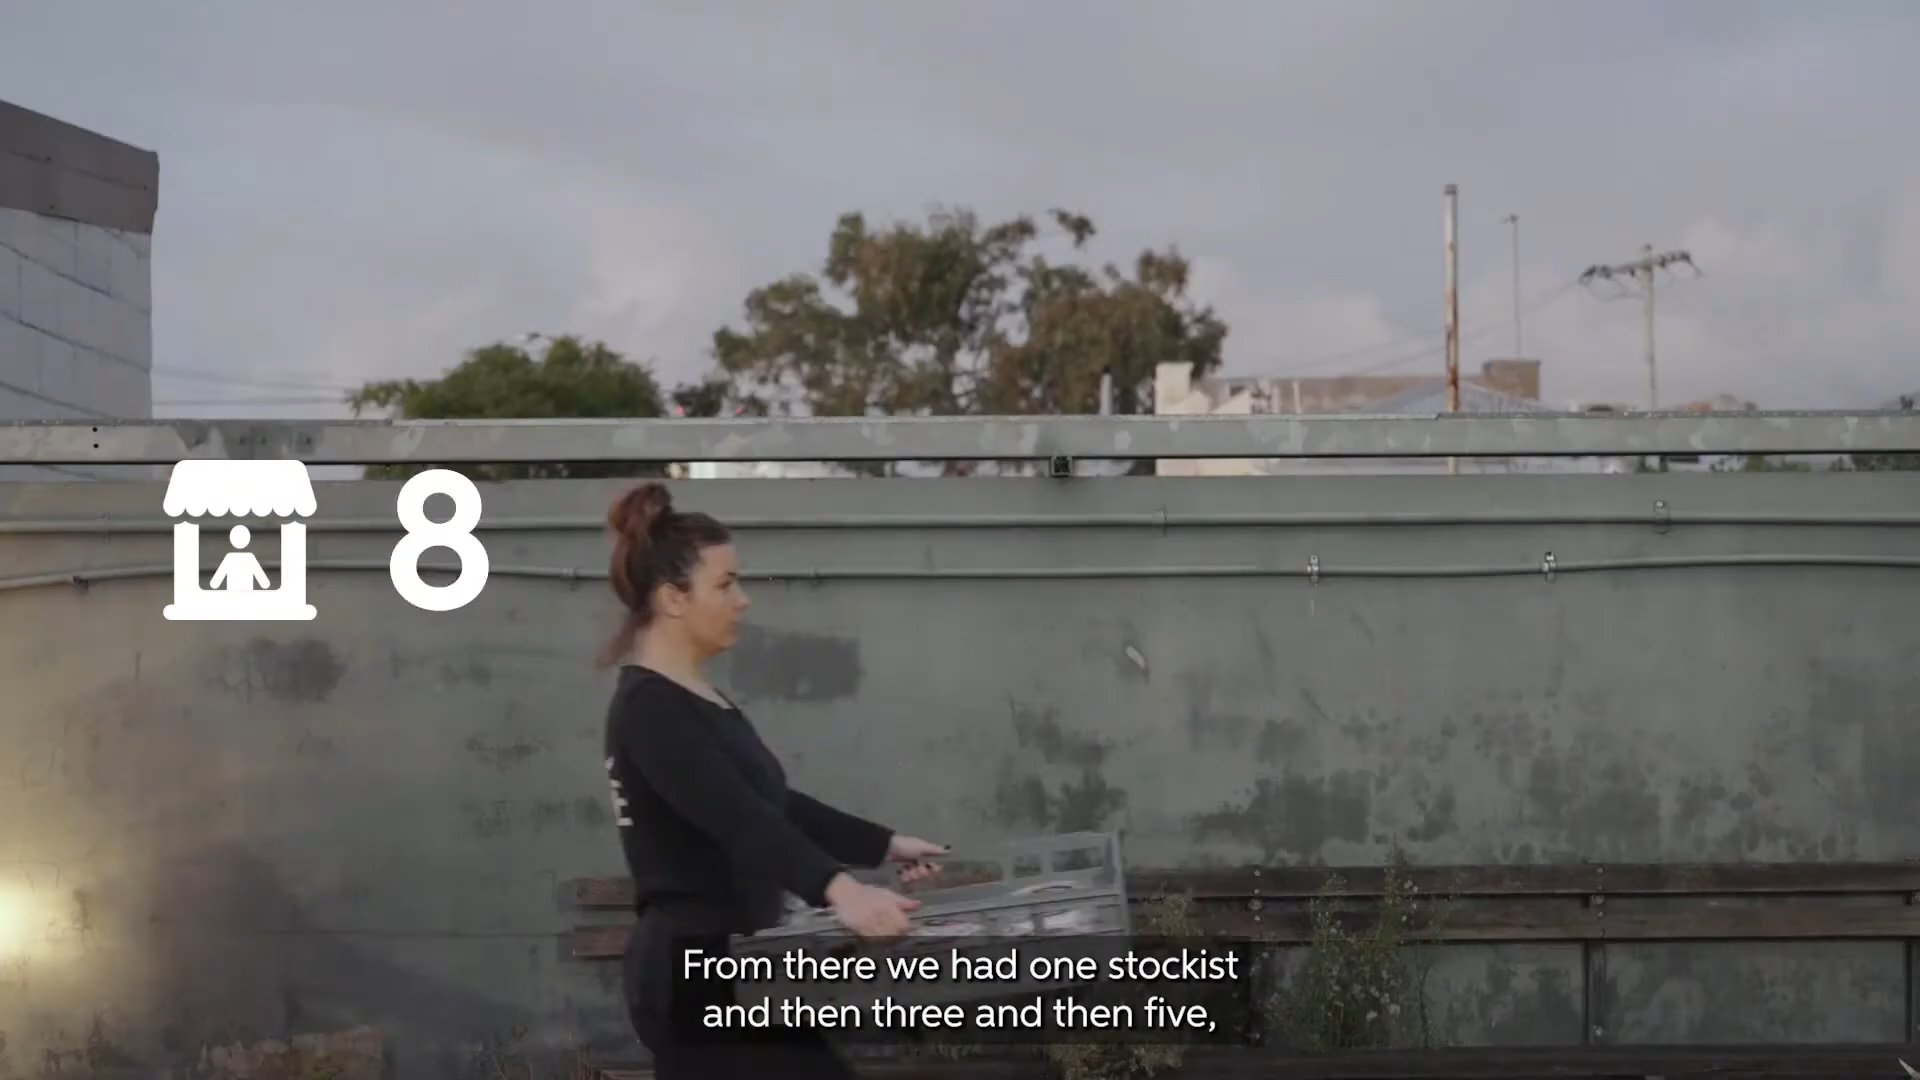 8
From there we had one stockist
and then three and then five,